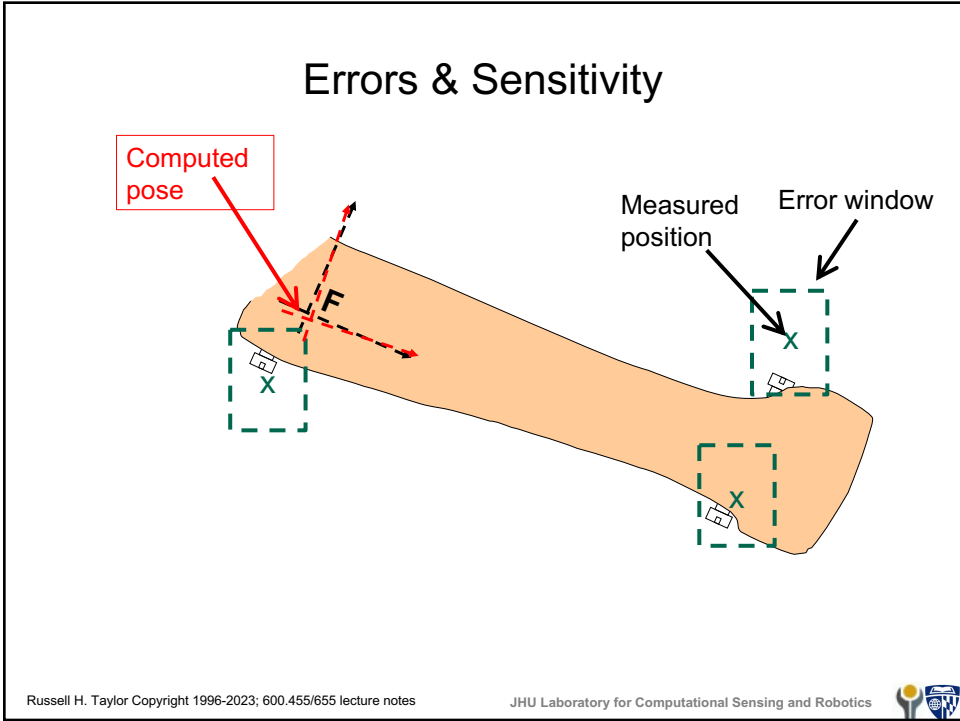 Errors & Sensitivity
Computed
pose
Measured
position
Error window
F
x
x
x
Russell H. Taylor Copyright 1996-2023; 600.455/655 lecture notes
JHU Laboratory for Computational Sensing and Robotics